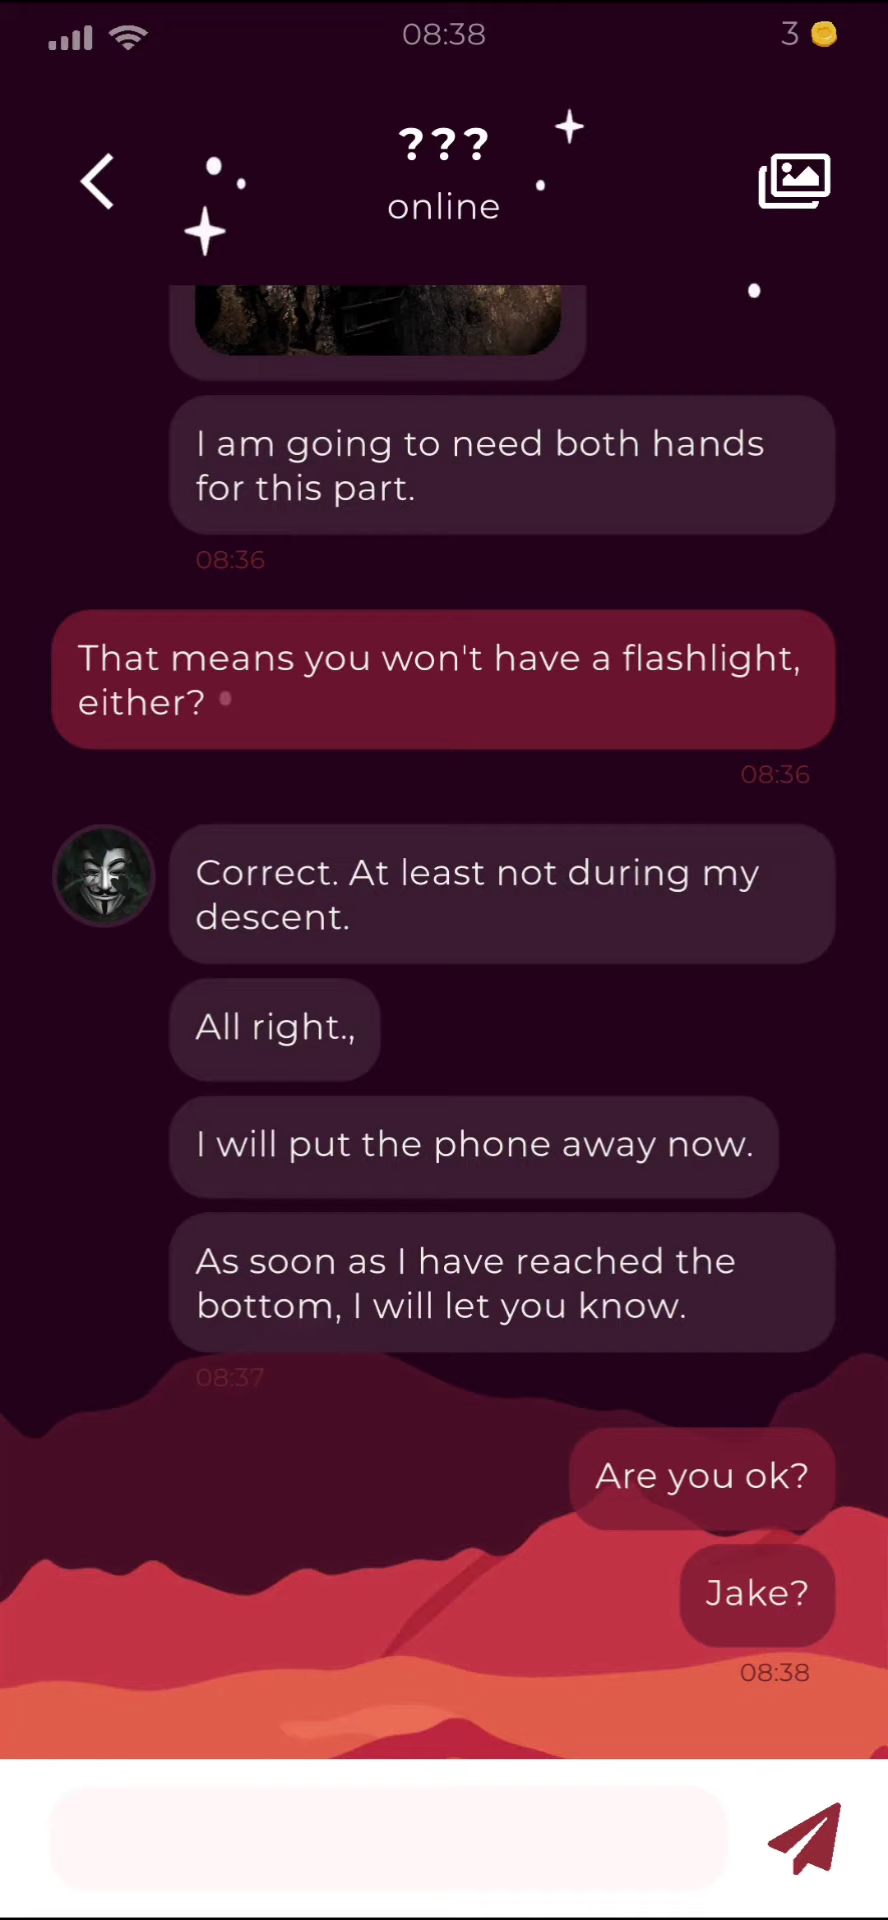 08:38
3
???
online
I am going to need both hands
for this part.
08:36
That means you won't have a flashlight,
either?
08:36
Correct. At least not during my
descent.
All right.,
I will put the phone away now.
As soon as I have reached the
bottom, I will let you know.
08:37
Are you ok?
Jake?
08:38